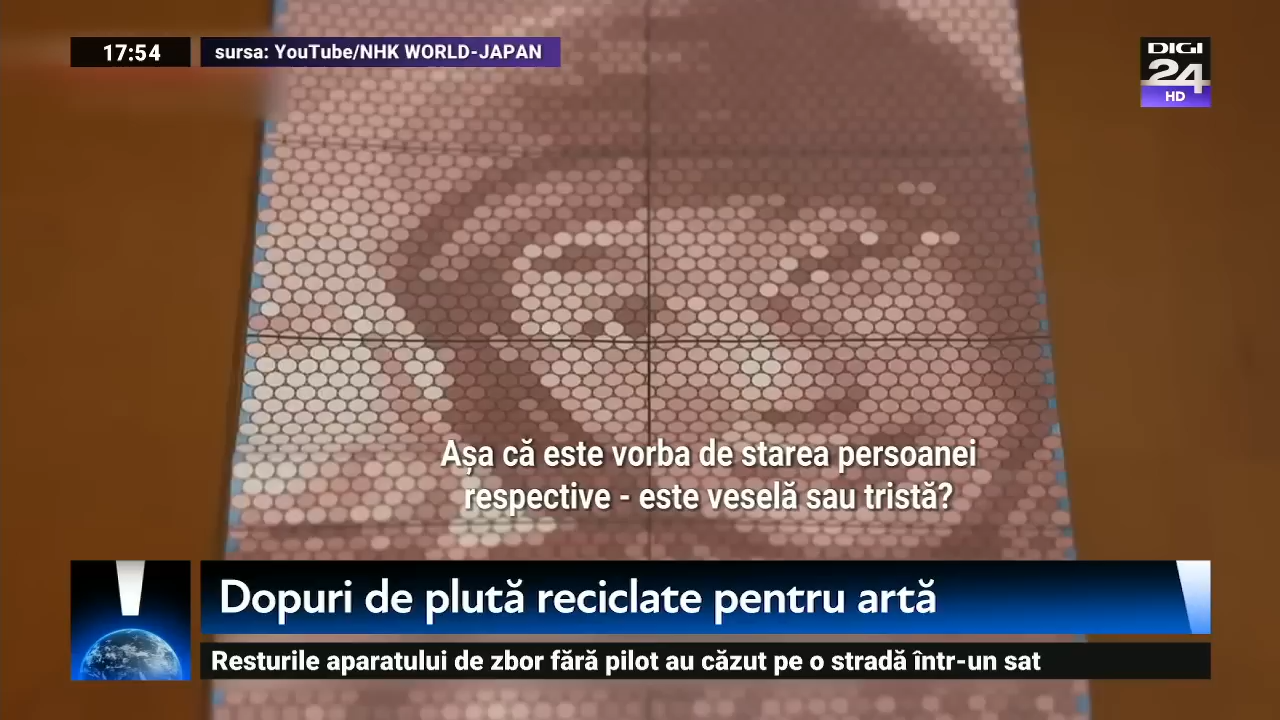 17:54
sursa: YouTube/NHK WORLD-JAPAN
DIGI
24
HD
Așa că este vorba de starea persoanei
respective - este veselă sau tristă?
Dopuri de plută reciclate pentru artă
Resturile aparatului de zbor fără pilot au căzut pe o stradă într-un sat